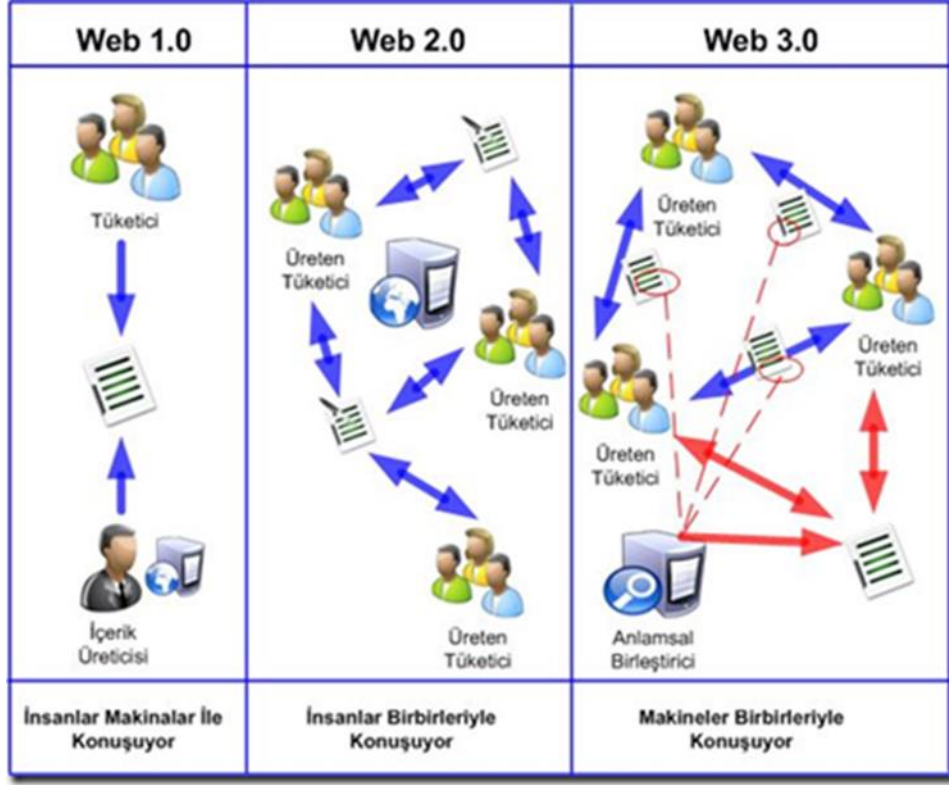 Web 1.0
Web 2.0
Web 3.0
Tüketici
İçerik
Üreticisi
Üreten
Tüketici
Üreten
Tüketici
Üreten
Tüketici
Üreten
Tüketici
Üreten
Tüketici
Üreten
Tüketici
Anlamsal
Birleştirici
İnsanlar Makinalar İle
Konuşuyor
İnsanlar Birbirleriyle
Konuşuyor
Makineler Birbirleriyle
Konuşuyor